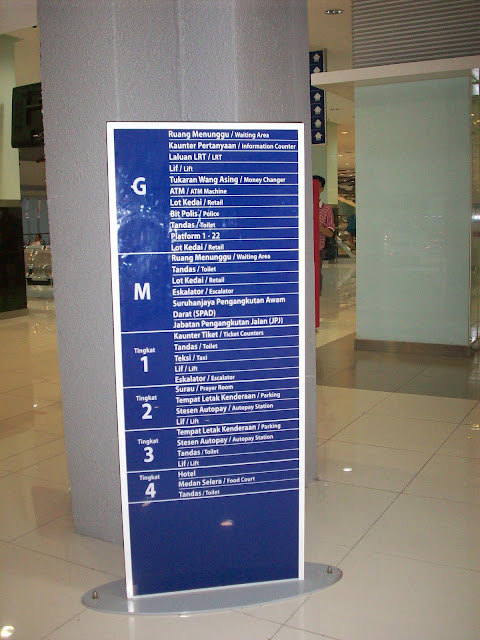 G
Ruang Menunggu / Waiting Area
Kaunter Pertanyaan / Information Counter
Laluan LRT / LRT
Lif / Lift
Tukaran Wang Asing / Money Changer
ATM / ATM Machine
Lot Kedai / Retail
Bit Polis / Police
Tandas / Toilet
Platform 1 - 22
Lot Kedai / Retail
M
Ruang Menunggu / Waiting Area
Tandas / Toilet
Lot Kedai / Retail
Eskalator / Escalator
Suruhanjaya Pengangkutan Awam
Darat (SPAD)
Jabatan Pengangkutan Jalan (JPJ)
Tingkat
1
Kaunter Tiket / Ticket Counters
Tandas / Toilet
Teksi / Taxi
Lif / Lift
Eskalator / Escalator
Tingkat
2
Surau / Prayer Room
Tempat Letak Kenderaan / Parking
Stesen Autopay / Autopay Station
Lif / Lift
Tingkat
3
Tempat Letak Kenderaan / Parking
Stesen Autopay / Autopay Station
Tandas / Toilet
Lif / Lift
Tingkat
4
Hotel
Medan Selera / Food Court
Tandas / Toilet